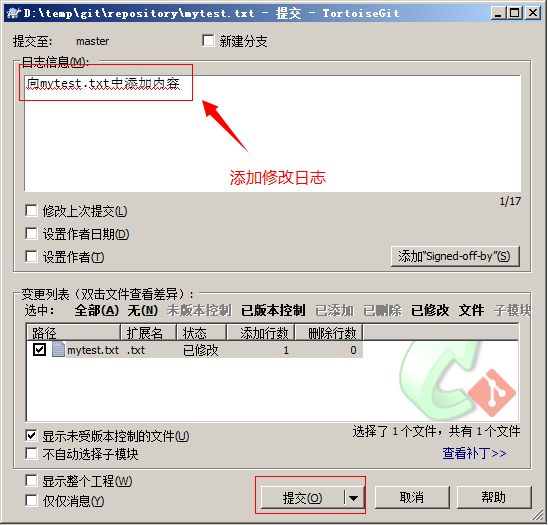 D:\temp\git\repository\mytest.txt - 提交 - TortoiseGit
提交至: master 新建分支
日志信息(M):
向mytest.txt中添加内容
添加修改日志
1/17
修改上次提交(L)
设置作者日期(D)
设置作者(T)
添加"Signed-off-by"(S)
变更列表（双击文件查看差异）:
选中: 全部(A) 无(N) 未版本控制 已版本控制 已添加 已删除 已修改 文件 子模块
路径 扩展名 状态 添加行数 删除行数
mytest.txt .txt 已修改 1 0
选择了 1 个文件，共有 1 个文件
显示未受版本控制的文件(U)
不自动选择子模块
查看补丁>>
显示整个工程(W)
仅仅消息(Y)
提交(O) 取消 帮助